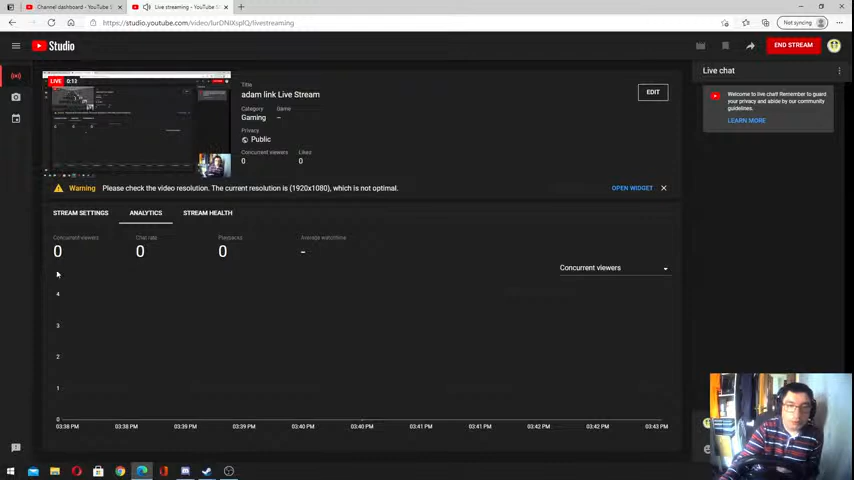 Channel dashboard - YouTube S
Live streaming - YouTube S
https://studio.youtube.com/video/lurDNIXspIQ/livestreaming
Not syncing
Studio
END STREAM
LIVE 0:13
Title
adam link Live Stream
Category Game
Gaming –
Privacy
Public
Concurrent viewers Likes
0 0
EDIT
Live chat
Welcome to live chat! Remember to guard
your privacy and abide by our community
guidelines.
LEARN MORE
Warning Please check the video resolution. The current resolution is (1920x1080), which is not optimal.
OPEN WIDGET
STREAM SETTINGS ANALYTICS STREAM HEALTH
Concurrent viewers Chat rate Playbacks Average watchtime
0 0 0 -
Concurrent viewers
4
3
2
1
0
03:38 PM 03:38 PM 03:39 PM 03:39 PM 03:40 PM 03:40 PM 03:41 PM 03:41 PM 03:42 PM 03:42 PM 03:43 PM